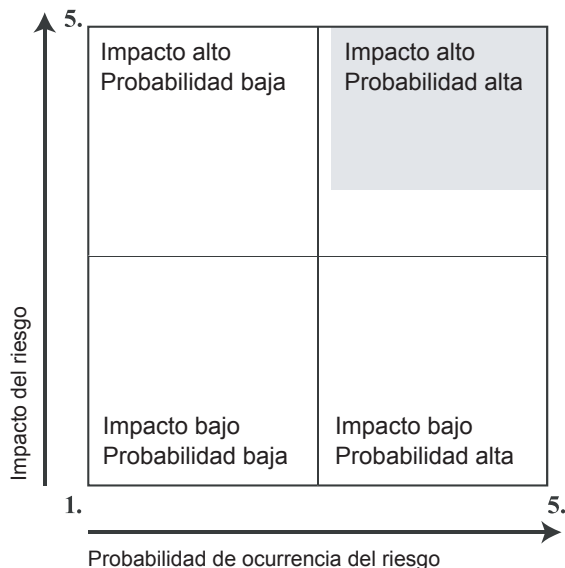 5.
Impacto alto
Probabilidad baja
Impacto alto
Probabilidad alta
Impacto del riesgo
Impacto bajo
Probabilidad baja
Impacto bajo
Probabilidad alta
1.
5.
Probabilidad de ocurrencia del riesgo